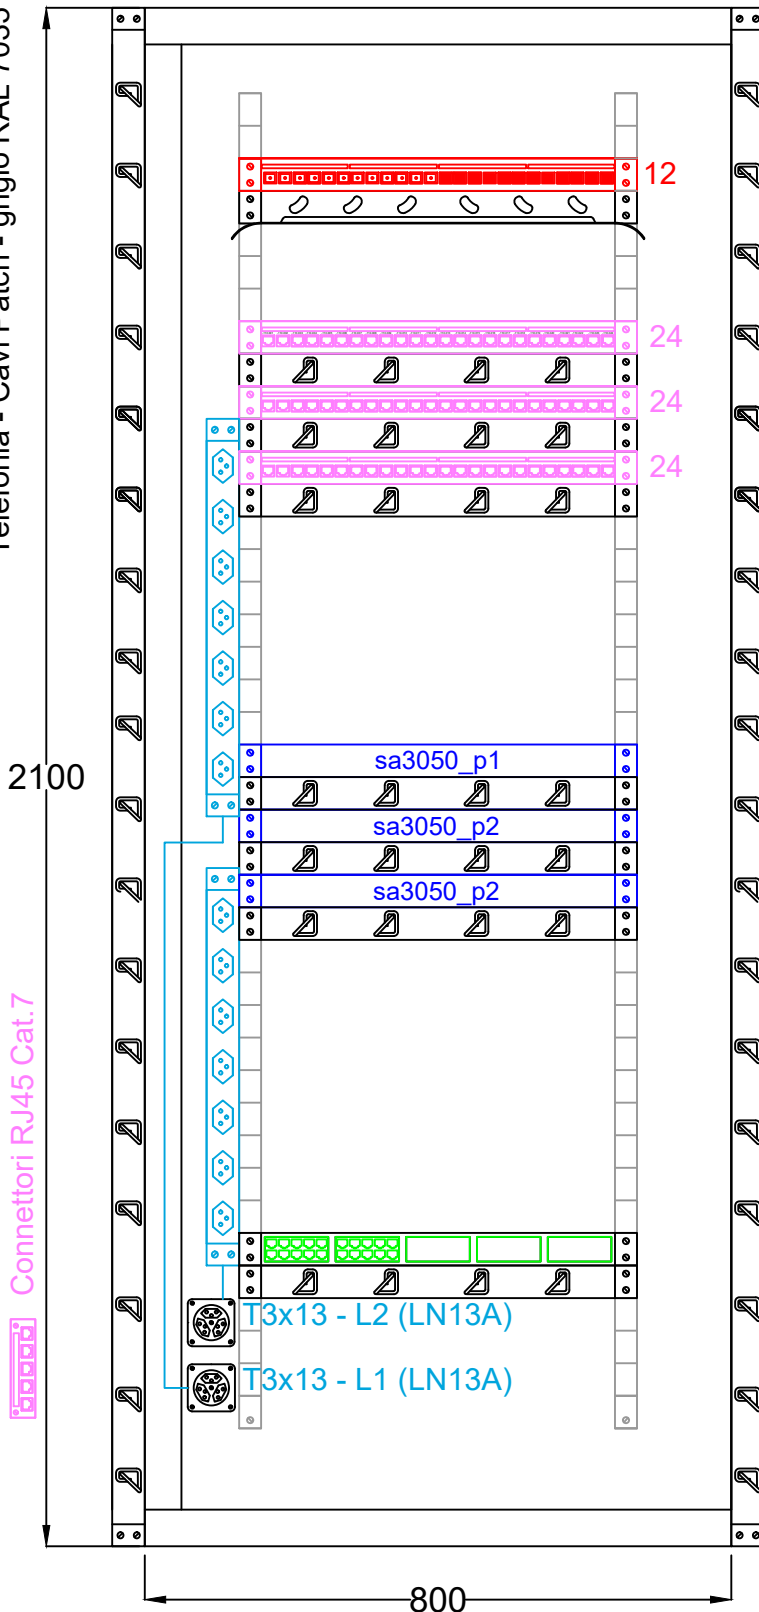 Telefonia - Cavi Patch - grigio RAL 7035
12
24
24
24
2100
sa3050_p1
sa3050_p2
sa3050_p2
Connettori RJ45 Cat.7
T3x13 - L2 (LN13A)
T3x13 - L1 (LN13A)
800